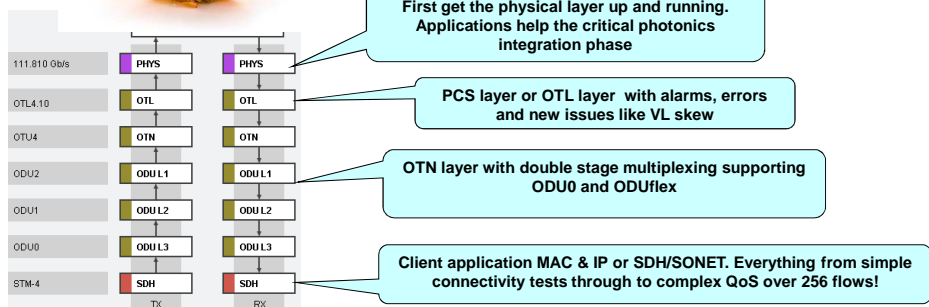 First get the physical layer up and running.
Applications help the critical photonics
integration phase
111.810 Gb/s
PHYS
PHYS
OTL4.10
OTL
OTL
PCS layer or OTL layer with alarms, errors
and new issues like VL skew
OTU4
OTN
OTN
ODU2
ODU L1
ODU L1
OTN layer with double stage multiplexing supporting
ODU0 and ODUflex
ODU1
ODU L2
ODU L2
ODU0
ODU L3
ODU L3
STM-4
SDH
SDH
Client application MAC & IP or SDH/SONET. Everything from simple
connectivity tests through to complex QoS over 256 flows!
TX
RX